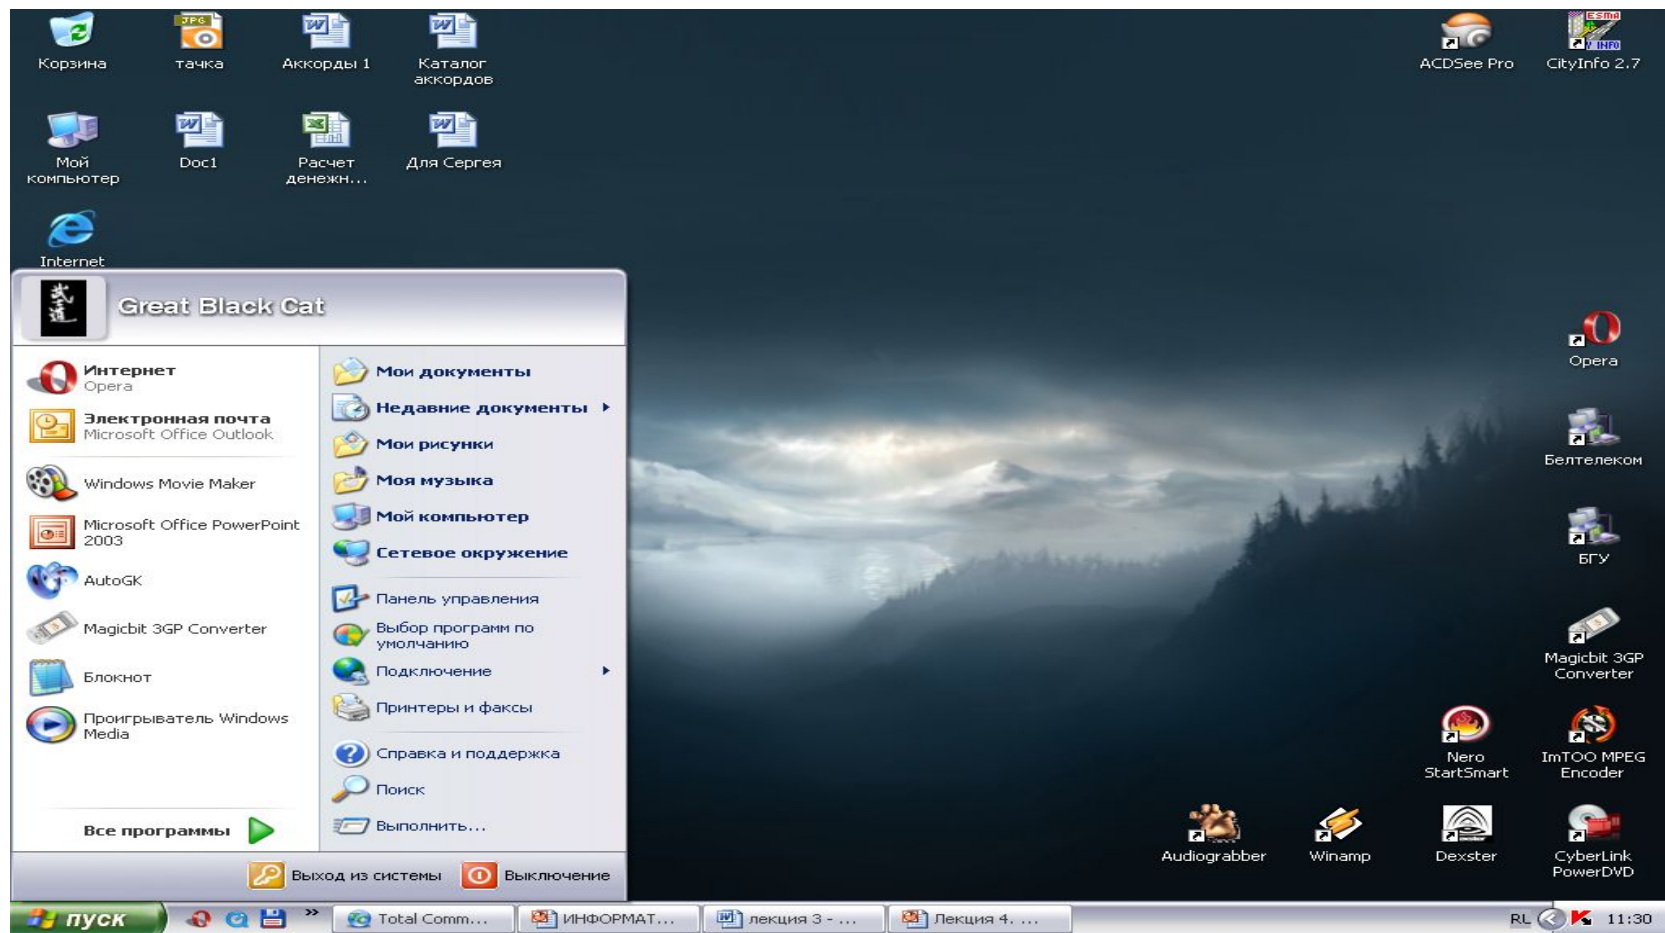 Корзина
тачка
Аккорды 1
Каталог
аккордов
ACDSee Pro
ESMA
Y INFO
CityInfo 2.7
JPG
Мой
компьютер
Doc1
Расчет
денежн...
Для Сергея
Internet
Great Black Cat
Интернет
Opera
Электронная почта
Microsoft Office Outlook
Windows Movie Maker
Microsoft Office PowerPoint
2003
AutoGK
Magicbit 3GP Converter
Блокнот
Проигрыватель Windows
Media
Все программы
Мои документы
Недавние документы
Мои рисунки
Моя музыка
Мой компьютер
Сетевое окружение
Панель управления
Выбор программ по
умолчанию
Подключение
Принтеры и факсы
Справка и поддержка
Поиск
Выполнить...
Выход из системы
Выключение
Opera
Белтелеком
БГУ
Magicbit 3GP
Converter
Nero
StartSmart
ImTOO MPEG
Encoder
Audiograbber
Winamp
Dexster
CyberLink
PowerDVD
пуск
»
Total Comm...
ИНФОРМАТ...
лекция 3 - ...
Лекция 4. ...
RL
11:30